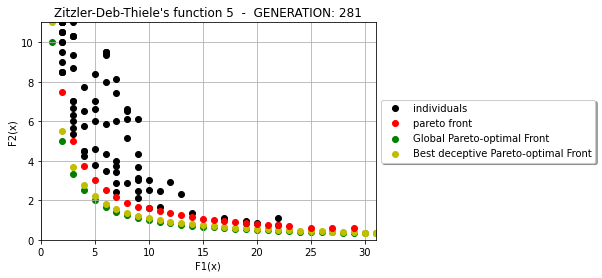 Zitzler-Deb-Thiele's function 5 - GENERATION: 281
F2(x)
10
8
6
4
2
0
0 5 10 15 20 25 30
F1(x)
individuals
pareto front
Global Pareto-optimal Front
Best deceptive Pareto-optimal Front